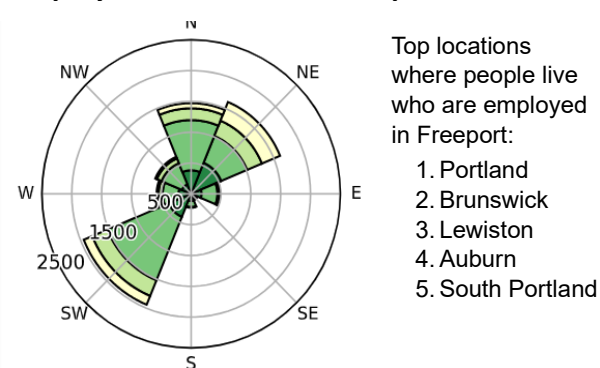 N
NW
NE
W
E
500
1500
2500
SW
SE
S
Top locations
where people live
who are employed
in Freeport:
1. Portland
2. Brunswick
3. Lewiston
4. Auburn
5. South Portland